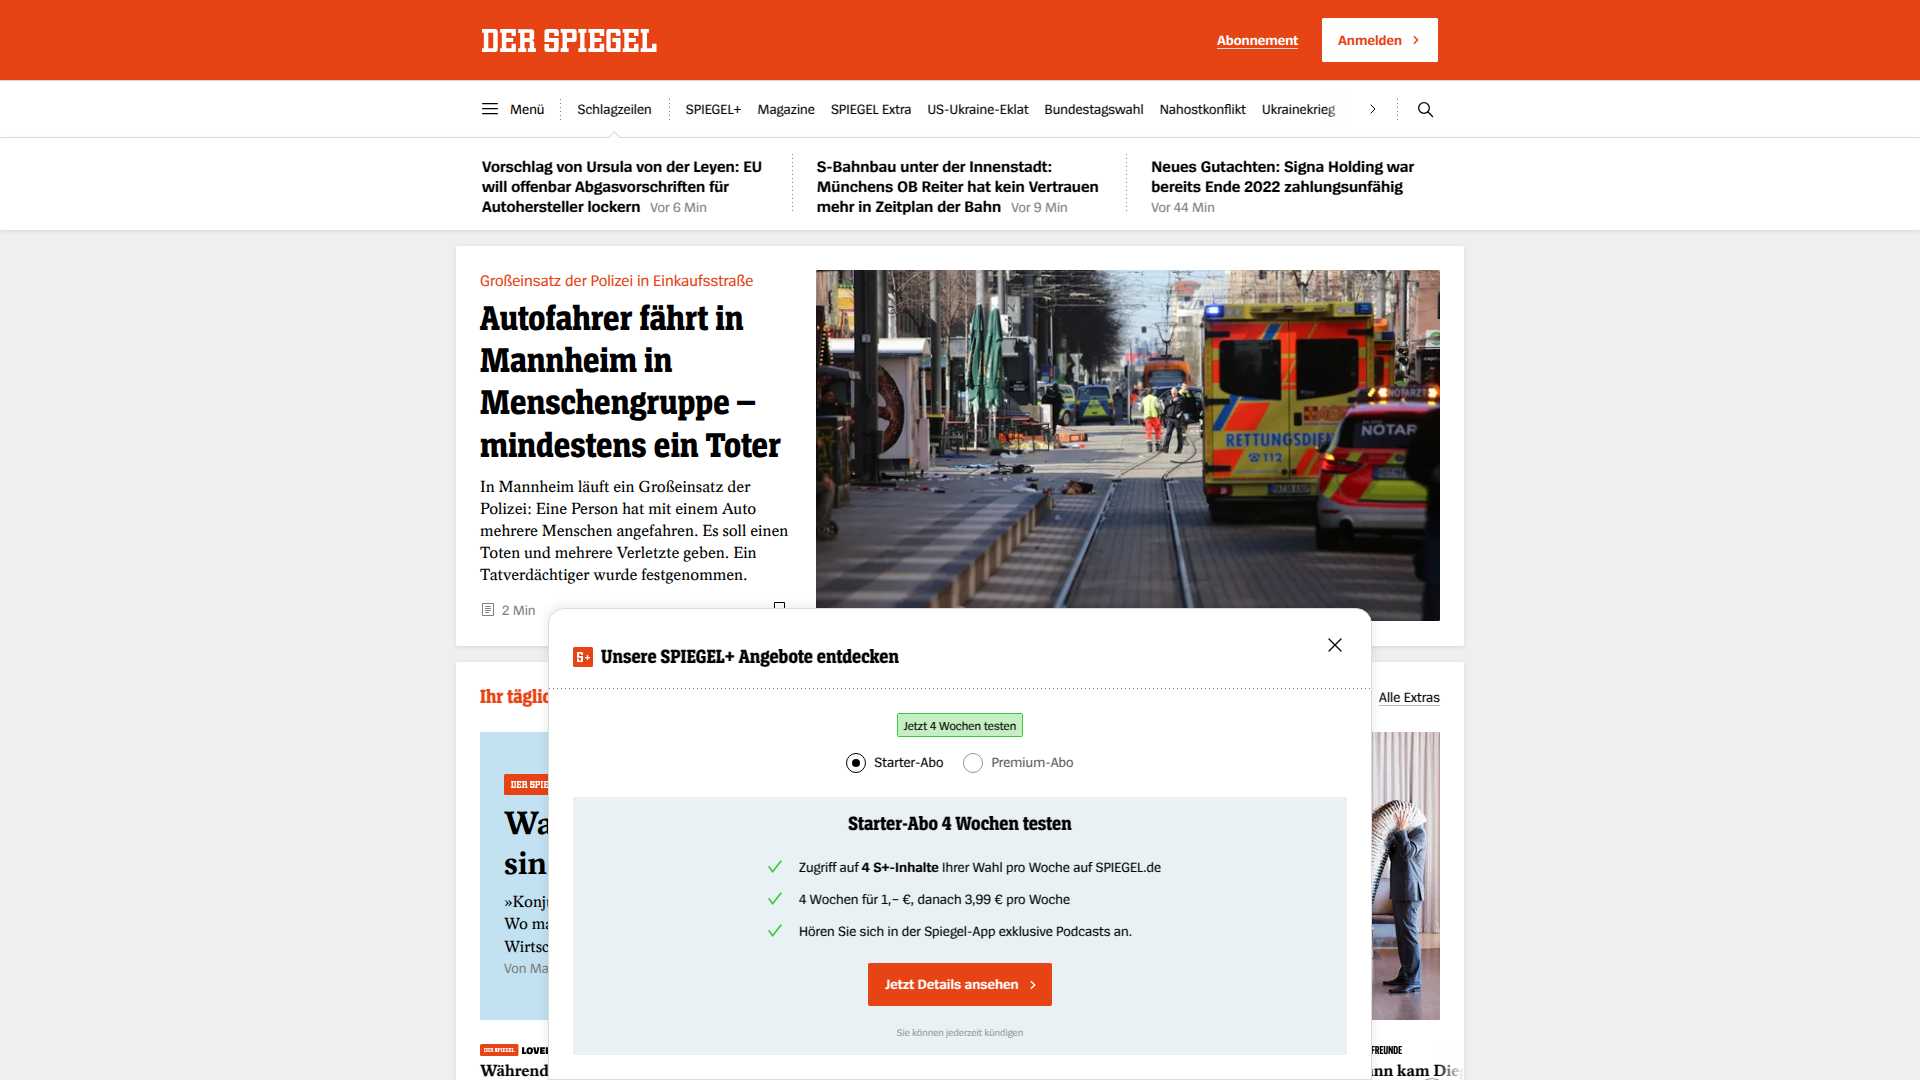 DER SPIEGEL
Abonnement
Anmelden
Menü
Schlagzeilen
SPIEGEL+
Magazine
SPIEGEL Extra
US-Ukraine-Eklat
Bundestagswahl
Nahostkonflikt
Ukrainekrieg
Vorschlag von Ursula von der Leyen: EU
will offenbar Abgasvorschriften für
Autohersteller lockern Vor 6 Min
S-Bahnbau unter der Innenstadt:
Münchens OB Reiter hat kein Vertrauen
mehr in Zeitplan der Bahn Vor 9 Min
Neues Gutachten: Signa Holding war
bereits Ende 2022 zahlungsunfähig
Vor 44 Min
Großeinsatz der Polizei in Einkaufsstraße
Autofahrer fährt in
Mannheim in
Menschengruppe –
mindestens ein Toter
In Mannheim läuft ein Großeinsatz der
Polizei: Eine Person hat mit einem Auto
mehrere Menschen angefahren. Es soll einen
Toten und mehrere Verletzte geben. Ein
Tatverdächtiger wurde festgenommen.
2 Min
NOTARZT
NOTAR
RETTUNGSDIEN
112
Unsere SPIEGEL+ Angebote entdecken
Jetzt 4 Wochen testen
Starter-Abo
Premium-Abo
Starter-Abo 4 Wochen testen
Zugriff auf 4 S+-Inhalte Ihrer Wahl pro Woche auf SPIEGEL.de
4 Wochen für 1,– €, danach 3,99 € pro Woche
Hören Sie sich in der Spiegel-App exklusive Podcasts an.
Jetzt Details ansehen
Sie können jederzeit kündigen
Ihr täglic
Alle Extras
DER SPIE
Wa
sin
»Konju
Wo ma
Wirtsc
Von Ma
DER SPIEGEL LOVE
Während
FREUNDE
ann kam Die